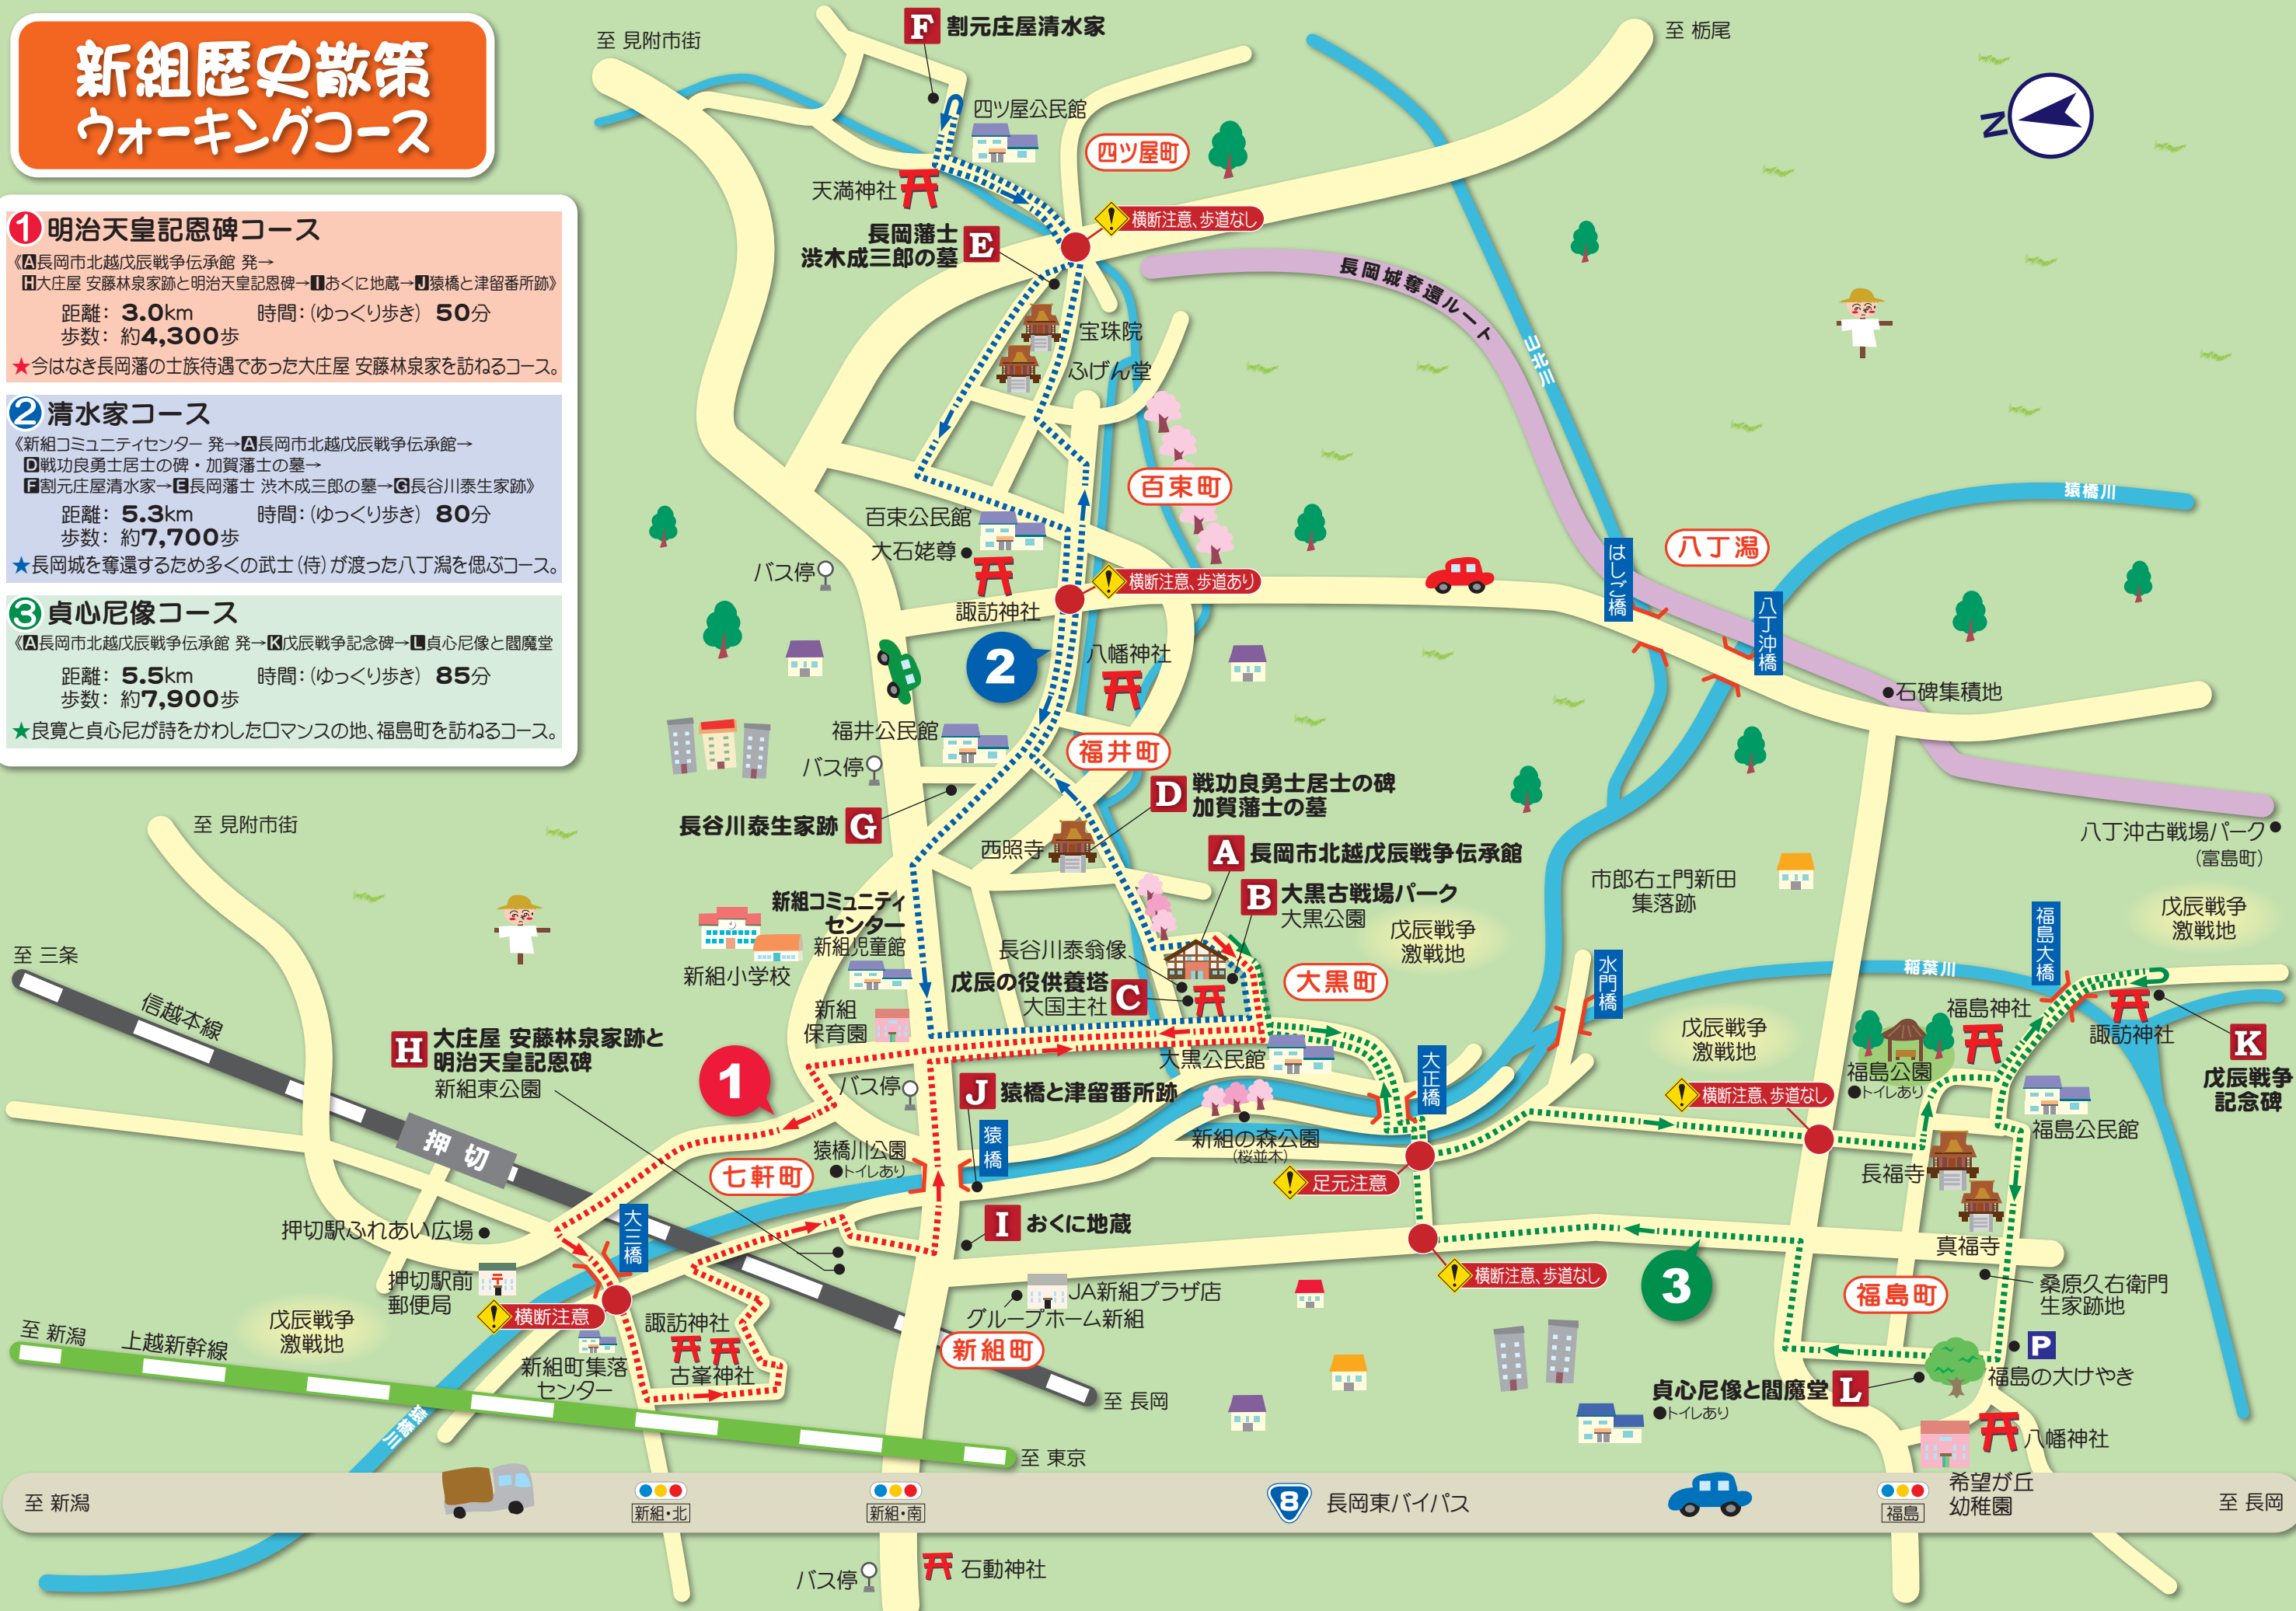 新組歴史散策
ウォーキングコース
1 明治天皇記恩碑コース
《A長岡市北越戊辰戦争伝承館 発→
H大庄屋 安藤林泉家跡と明治天皇記恩碑→Iおくに地蔵→J猿橋と津留番所跡》
距離： 3.0km 時間：(ゆっくり歩き) 50分
歩数： 約4,300歩
★今はなき長岡藩の士族待遇であった大庄屋 安藤林泉家を訪ねるコース。
2 清水家コース
《新組コミュニティセンター 発→A長岡市北越戊辰戦争伝承館→
D戦功良勇士居士の碑・加賀藩士の墓→
F割元庄屋清水家→E長岡藩士 渋木成三郎の墓→G長谷川泰生家跡》
距離： 5.3km 時間：(ゆっくり歩き) 80分
歩数： 約7,700歩
★長岡城を奪還するため多くの武士(侍)が渡った八丁潟を偲ぶコース。
3 貞心尼像コース
《A長岡市北越戊辰戦争伝承館 発→K戊辰戦争記念碑→L貞心尼像と閻魔堂
距離： 5.5km 時間：(ゆっくり歩き) 85分
歩数： 約7,900歩
★良寛と貞心尼が詩をかわしたロマンスの地、福島町を訪ねるコース。
至 見附市街
F 割元庄屋清水家
至 栃尾
N
四ツ屋公民館
四ツ屋町
天満神社
横断注意、歩道なし
長岡藩士
渋木成三郎の墓
E
長岡城奪還ルート
山北川
宝珠院
ふげん堂
百束町
猿橋川
百束公民館
大石姥尊
バス停
諏訪神社
横断注意、歩道あり
はしご橋
八丁潟
八丁沖橋
2
八幡神社
石碑集積地
福井公民館
福井町
バス停
D 戦功良勇士居士の碑
加賀藩士の墓
長谷川泰生家跡 G
西照寺
A 長岡市北越戊辰戦争伝承館
B 大黒古戦場パーク
大黒公園
八丁沖古戦場パーク
(富島町)
市郎右ェ門新田
集落跡
戊辰戦争
激戦地
戊辰戦争
激戦地
至 見附市街
至 三条
信越本線
新組コミュニティ
センター
新組児童館
新組小学校
長谷川泰翁像
戊辰の役供養塔
C
大国主社
大黒町
水門橋
福島大橋
稲葉川
福島神社
諏訪神社
K
戊辰戦争
記念碑
戊辰戦争
激戦地
新組
保育園
大黒公民館
H 大庄屋 安藤林泉家跡と
明治天皇記恩碑
新組東公園
1
バス停
J 猿橋と津留番所跡
猿橋
大正橋
福島公園
●トイレあり
横断注意、歩道なし
福島公民館
新組の森公園
(桜並木)
押切
七軒町
猿橋川公園
●トイレあり
足元注意
長福寺
押切駅ふれあい広場
大三橋
I おくに地蔵
真福寺
押切駅前
郵便局
横断注意
横断注意、歩道なし
3
福島町
桑原久右衛門
生家跡地
JA新組プラザ店
グループホーム新組
戊辰戦争
激戦地
諏訪神社
古峯神社
新組町
新組町集落
センター
P
福島の大けやき
至 新潟
上越新幹線
至 長岡
貞心尼像と閻魔堂 L
●トイレあり
猿橋川
八幡神社
至 東京
希望が丘
幼稚園
至 新潟
新組・北
新組・南
8 長岡東バイパス
福島
至 長岡
バス停
石動神社